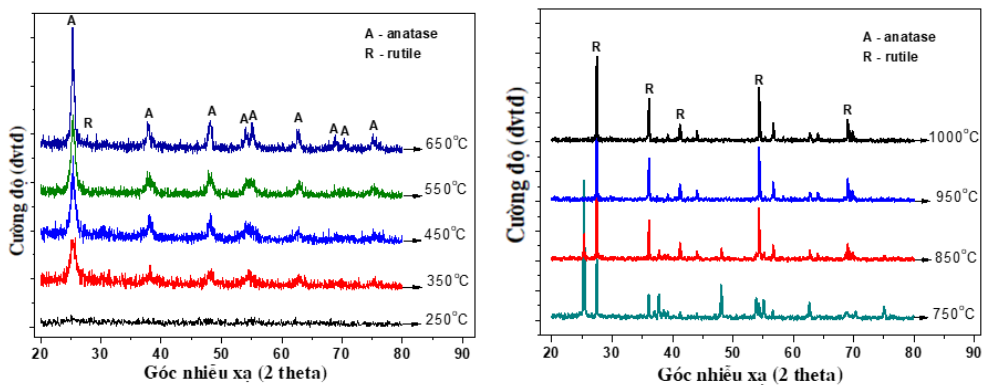 A
A - anatase
R - rutile
R
A
A
A
A
A
A
A
A
650°C
550°C
450°C
350°C
250°C
20
30
40
50
60
70
80
90
Góc nhiễu xạ (2 theta)
Cường độ (đvtđ)
R
A - anatase
R - rutile
R
R
R
R
1000°C
950°C
850°C
750°C
20
30
40
50
60
70
80
90
Góc nhiễu xạ (2 theta)
Cường độ (đvtđ)